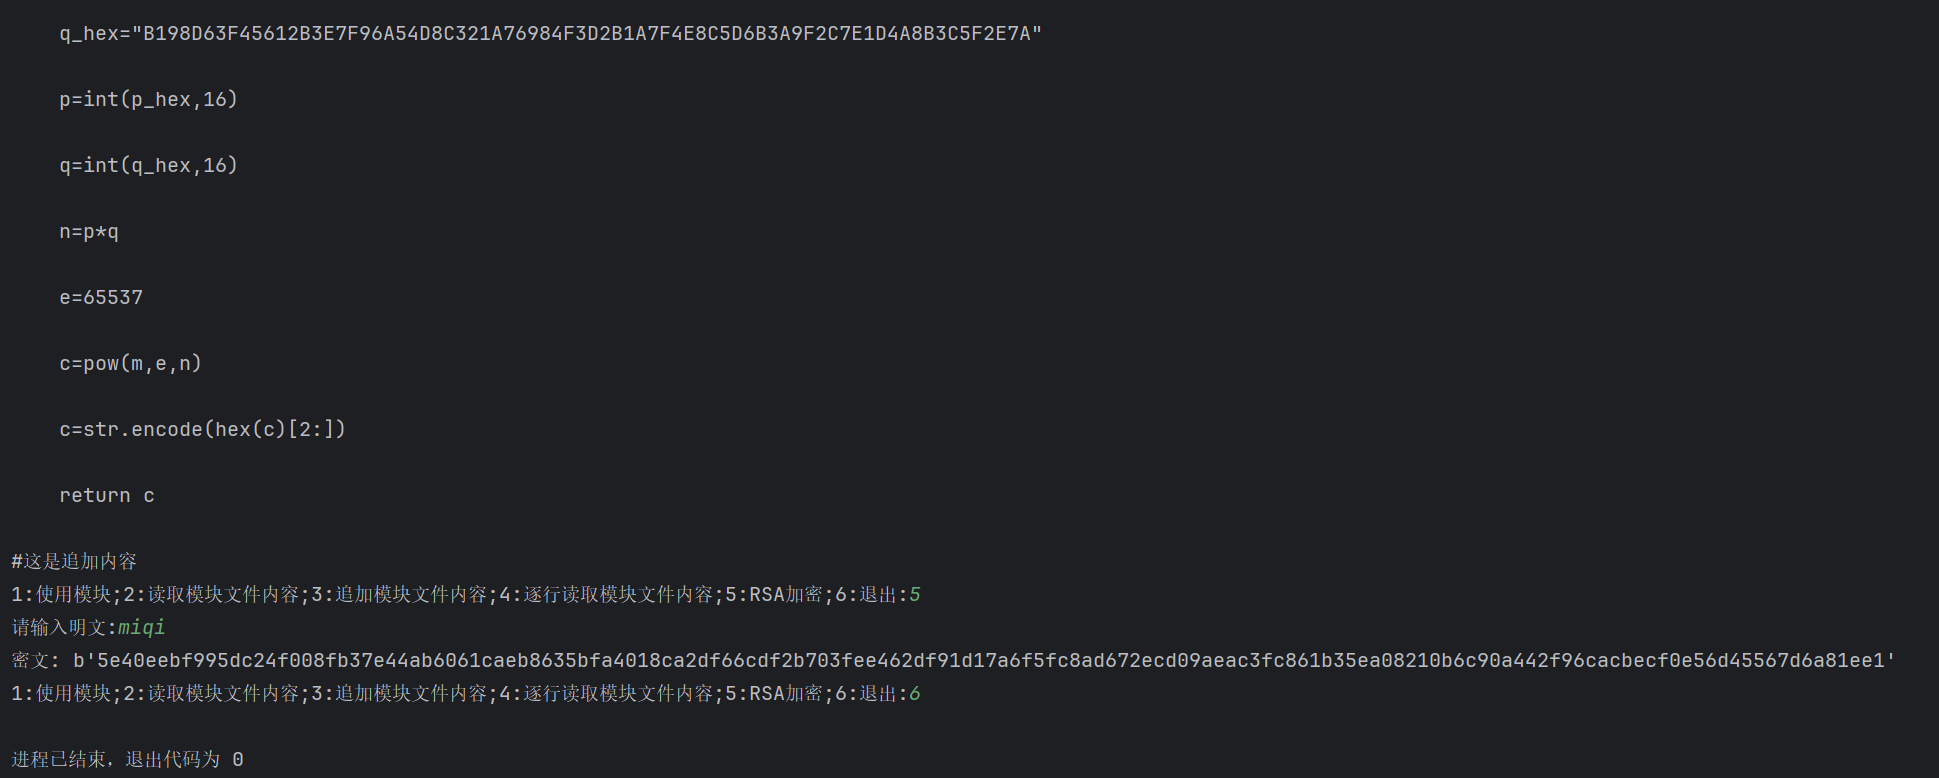 q_hex="B198D63F45612B3E7F96A54D8C321A76984F3D2B1A7F4E8C5D6B3A9F2C7E1D4A8B3C5F2E7A"
p=int(p_hex,16)
q=int(q_hex,16)
n=p*q
e=65537
c=pow(m,e,n)
c=str.encode(hex(c)[2:])
return c
#这是追加内容
1:使用模块;2:读取模块文件内容;3:追加模块文件内容;4:逐行读取模块文件内容;5:RSA加密;6:退出:5
请输入明文:miqi
密文: b'5e40eebf995dc24f008fb37e44ab6061caeb8635bfa4018ca2df66cdf2b703fee462df91d17a6f5fc8ad672ecd09aeac3fc861b35ea08210b6c90a442f96cacbecf0e56d45567d6a81ee1'
1:使用模块;2:读取模块文件内容;3:追加模块文件内容;4:逐行读取模块文件内容;5:RSA加密;6:退出:6
进程已结束，退出代码为 0